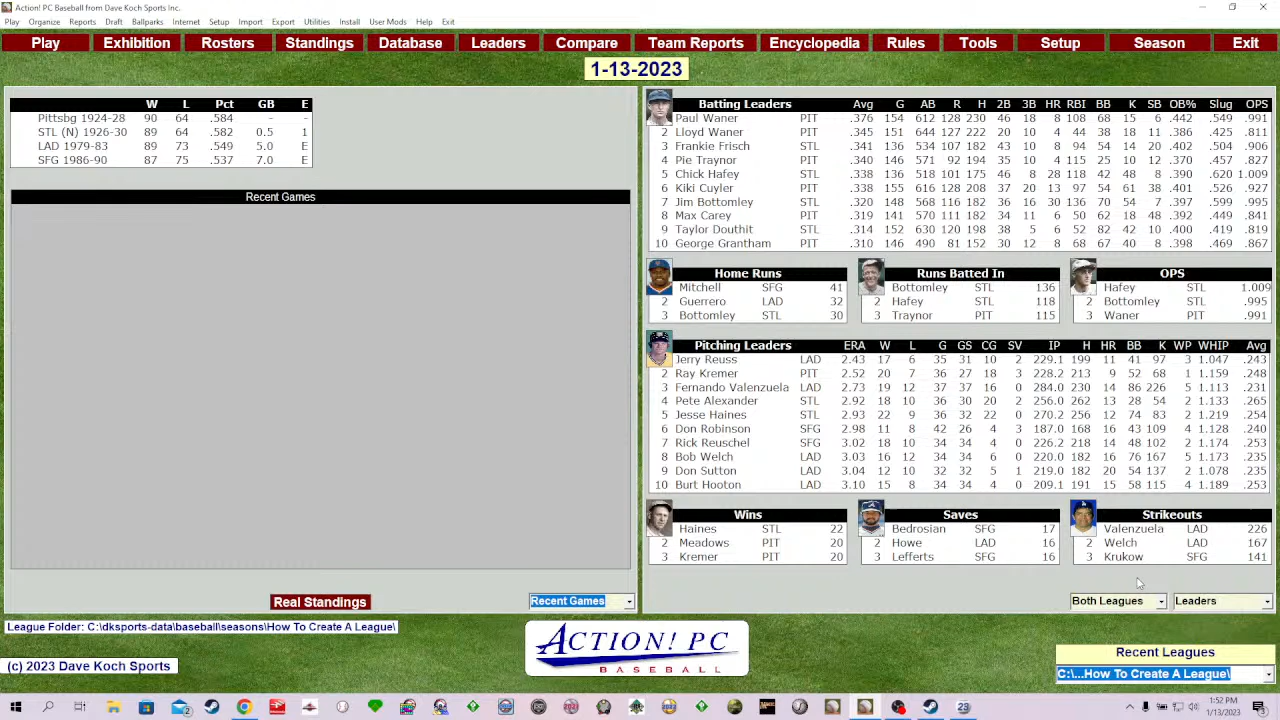 Action! PC Baseball from Dave Koch Sports Inc.
Play Organize Reports Draft Ballparks Internet Setup Import Export Utilities Install User Mods Help Exit
Play Exhibition Rosters Standings Database Leaders Compare Team Reports Encyclopedia Rules Tools Setup Season Exit
1-13-2023
W L Pct GB E
Pittsbg 1924-28 90 64 .584 - -
STL (N) 1926-30 89 64 .582 0.5 1
LAD 1979-83 89 73 .549 5.0 E
SFG 1986-90 87 75 .537 7.0 E
Recent Games
Real Standings
Recent Games
Batting Leaders Avg G AB R H 2B 3B HR RBI BB K SB OB% Slug OPS
Paul Waner PIT .376 154 612 128 230 46 18 8 100 15 6 .442 .549 .991
2 Lloyd Waner PIT .345 151 644 127 222 20 10 4 44 38 18 11 .386 .425 .811
3 Frankie Frisch STL .341 136 534 107 182 43 10 8 94 54 14 20 .402 .504 .906
4 Pie Traynor PIT .340 146 571 92 194 35 10 4 115 25 10 12 .370 .457 .827
5 Chick Hafey STL .338 136 518 101 175 46 8 28 118 42 48 8 .390 .620 1.009
6 Kiki Cuyler PIT .338 155 616 129 208 37 20 13 97 54 61 38 .401 .526 .927
7 Jim Bottomley STL .320 148 568 116 182 36 16 30 136 70 54 7 .397 .599 .995
8 Max Carey PIT .319 141 570 111 182 34 11 6 50 62 18 48 .392 .449 .841
9 Taylor Douthit STL .314 152 630 120 198 38 5 6 52 82 42 10 .400 .419 .819
10 George Grantham PIT .310 146 490 81 152 30 12 8 68 67 40 8 .398 .469 .867
Home Runs
Mitchell SFG 41
2 Guerrero LAD 32
3 Bottomley STL 30
Runs Batted In
Bottomley STL 136
2 Hafey STL 118
3 Traynor PIT 115
OPS
Hafey STL 1.009
2 Bottomley STL .995
3 Waner PIT .991
Pitching Leaders ERA W L G GS CG SV IP H HR BB K WP WHIP Avg
Jerry Reuss LAD 2.43 17 6 35 31 10 2 229.1 199 11 41 97 3 1.047 .243
2 Ray Kremer PIT 2.52 20 7 36 27 18 3 228.2 213 9 52 68 1 1.159 .248
3 Fernando Valenzuela LAD 2.73 19 12 37 37 16 0 284.0 230 14 86 226 5 1.113 .231
4 Pete Alexander STL 2.92 18 10 36 30 20 2 256.0 262 13 28 54 2 1.133 .265
5 Jesse Haines STL 2.93 22 9 36 32 22 0 270.2 256 12 74 83 2 1.219 .254
6 Don Robinson SFG 2.98 11 8 42 26 4 3 187.0 168 16 43 109 4 1.128 .240
7 Rick Reuschel SFG 3.02 18 10 34 34 4 0 226.2 218 14 48 102 2 1.174 .253
8 Bob Welch LAD 3.03 16 12 34 34 6 0 220.0 182 16 76 167 5 1.173 .235
9 Don Sutton LAD 3.04 12 10 32 32 5 1 219.0 182 20 54 137 2 1.078 .235
10 Burt Hooton LAD 3.10 14 8 34 34 4 0 209.1 191 15 58 115 4 1.189 .253
Wins
Haines STL 22
2 Meadows PIT 20
3 Kremer PIT 20
Saves
Bedrosian SFG 17
2 Howe LAD 16
3 Lefferts SFG 16
Strikeouts
Valenzuela LAD 226
2 Welch LAD 167
3 Krukow SFG 141
Both Leagues
Leaders
League Folder: C:\dksports-data\baseball\seasons\How To Create A League\
(c) 2023 Dave Koch Sports
ACTION! PC
BASEBALL
Recent Leagues
C:\...How To Create A League\
1:52 PM
1/13/2023